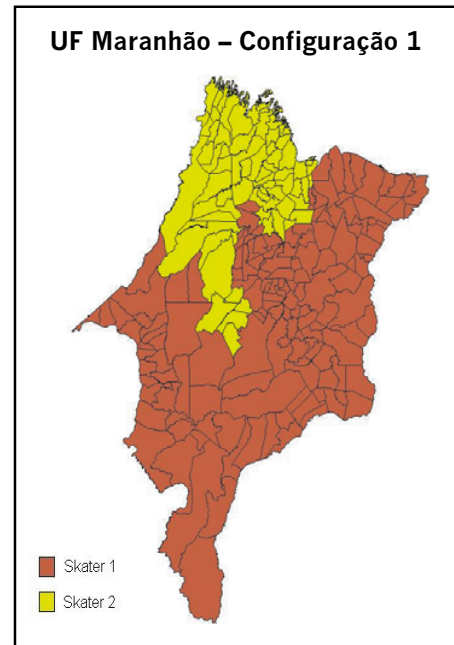 UF Maranhão – Configuração 1
Skater 1
Skater 2